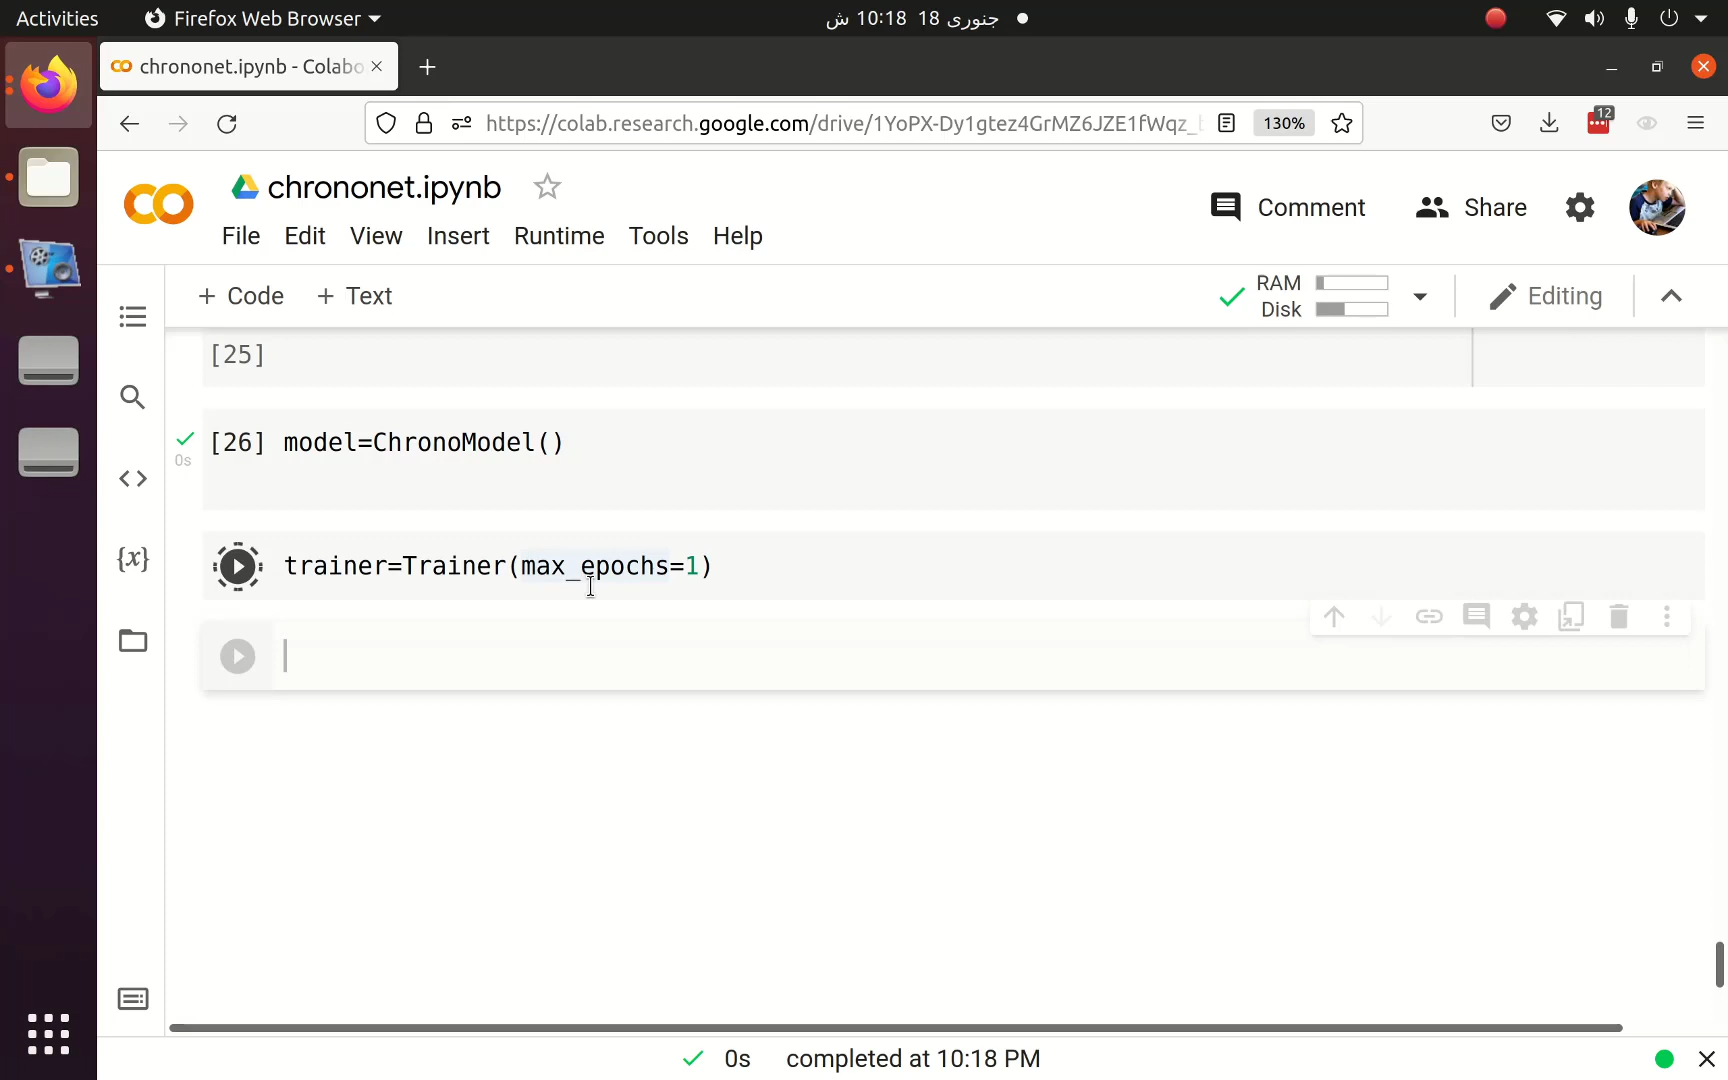 Activities
Firefox Web Browser
18 جنوری 10:18 ش
chrononet.ipynb - Colabo
https://colab.research.google.com/drive/1YoPX-Dy1gtez4GrMZ6JZE1fWqz_
130%
12
chrononet.ipynb
Comment
Share
File Edit View Insert Runtime Tools Help
+ Code + Text
RAM
Disk
Editing
[25]
[26] model=ChronoModel()
0s
{x}
trainer=Trainer(max_epochs=1)
0s completed at 10:18 PM